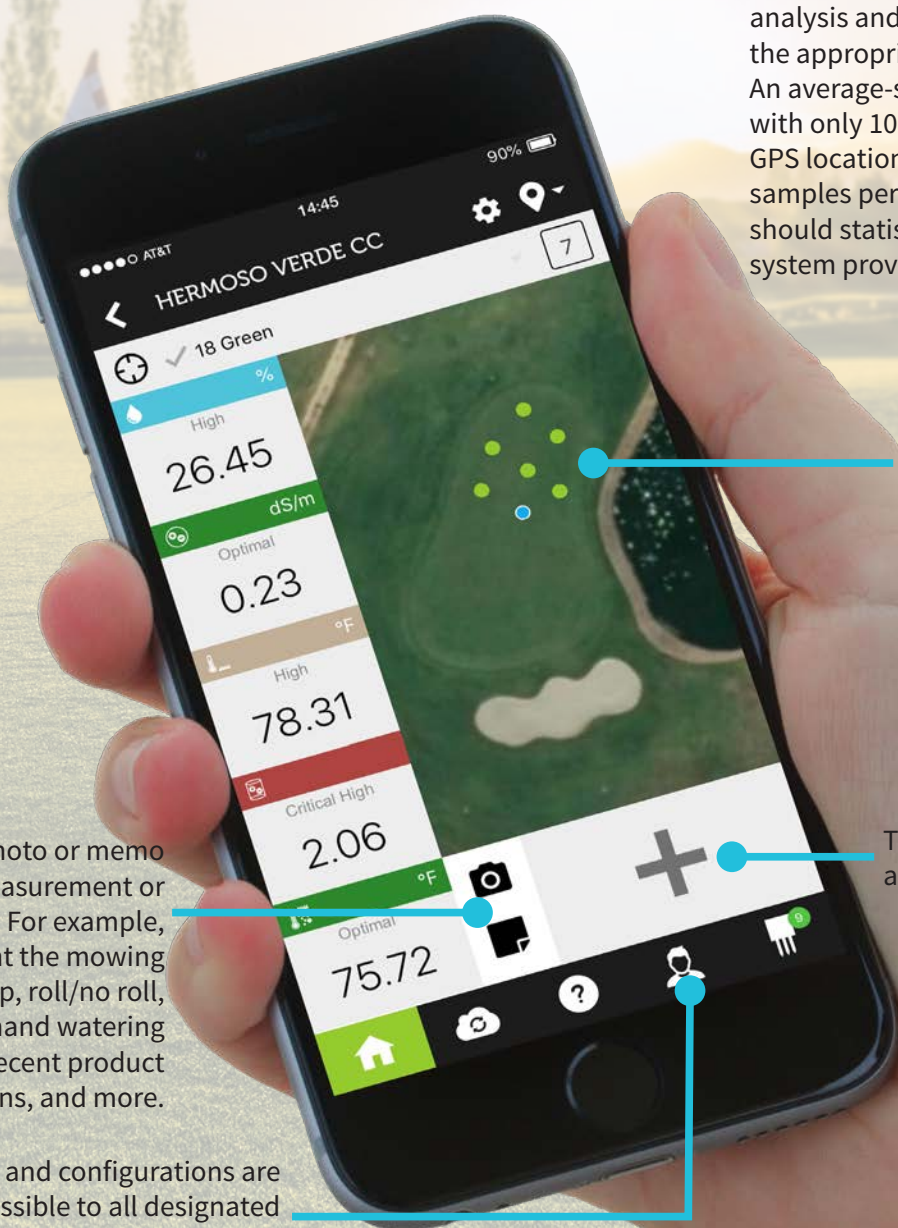 analysis and
the appropri
An average-s
with only 10
GPS location
samples per
should statis
system prov
90%
14:45
AT&T
HERMOSO VERDE CC
7
18 Green
%
High
26.45
dS/m
Optimal
0.23
°F
High
78.31
Critical High
2.06
°F
Optimal
75.72
?
9
T
a
hoto or memo
asurement or
For example,
at the mowing
p, roll/no roll,
hand watering
ecent product
ns, and more.
and configurations are
ssible to all designated